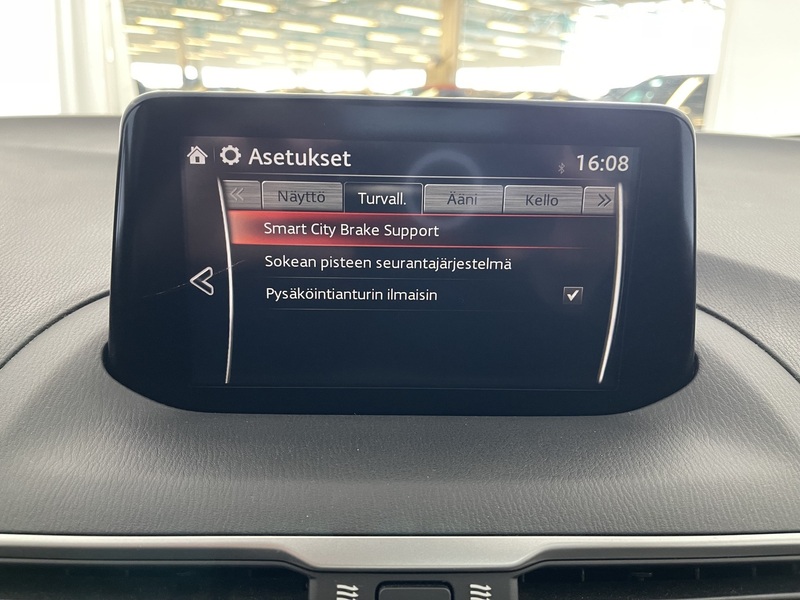 Asetukset 16:08
Näyttö Turvall. Ääni Kello
Smart City Brake Support
Sokean pisteen seurantajärjestelmä
Pysäköintianturin ilmaisin